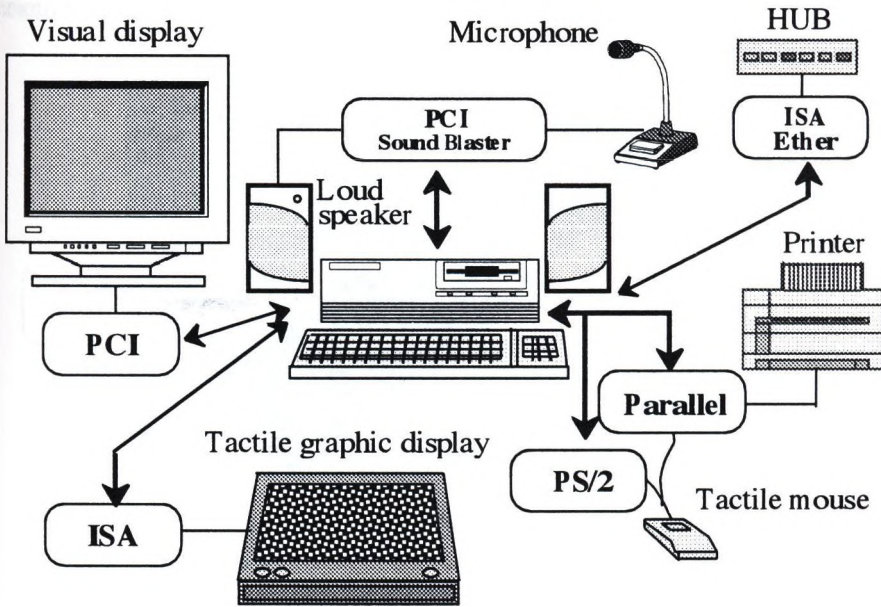 Visual display
Microphone
HUB
PCI
Sound Blaster
ISA
Ether
Loud
speaker
Printer
PCI
Parallel
Tactile graphic display
PS/2
Tactile mouse
ISA